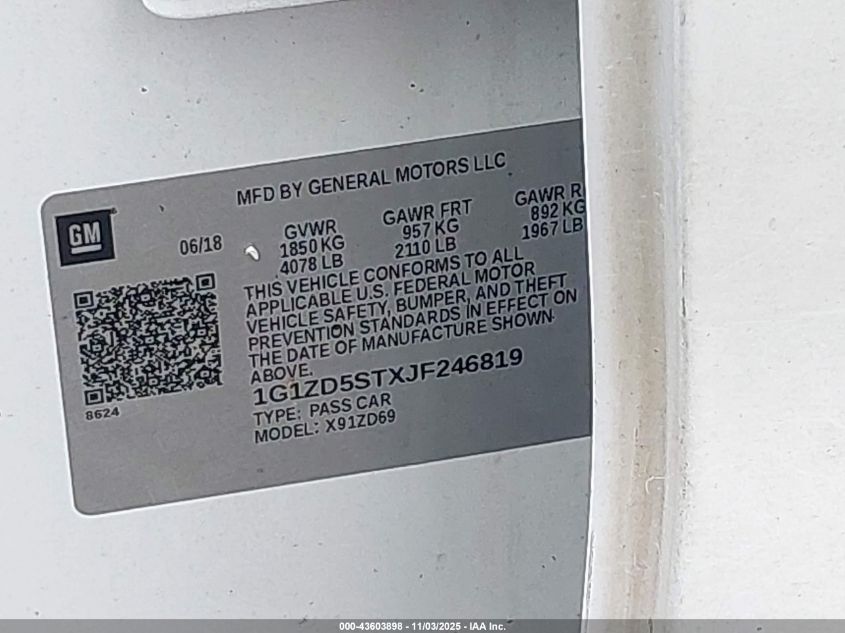 MFD BY GENERAL MOTORS LLC
GM
06/18
GVWR
1850 KG
4078 LB
GAWR FRT
957 KG
2110 LB
GAWR R
892 KG
1967 LB
THIS VEHICLE CONFORMS TO ALL
APPLICABLE U.S. FEDERAL MOTOR
VEHICLE SAFETY, BUMPER, AND THEFT
PREVENTION STANDARDS IN EFFECT ON
THE DATE OF MANUFACTURE SHOWN
ABOVE.
1G1ZD5STXJF246819
TYPE: PASS CAR
MODEL: X91ZD69
8624
000-43603898 - 11/03/2025 - IAA Inc.